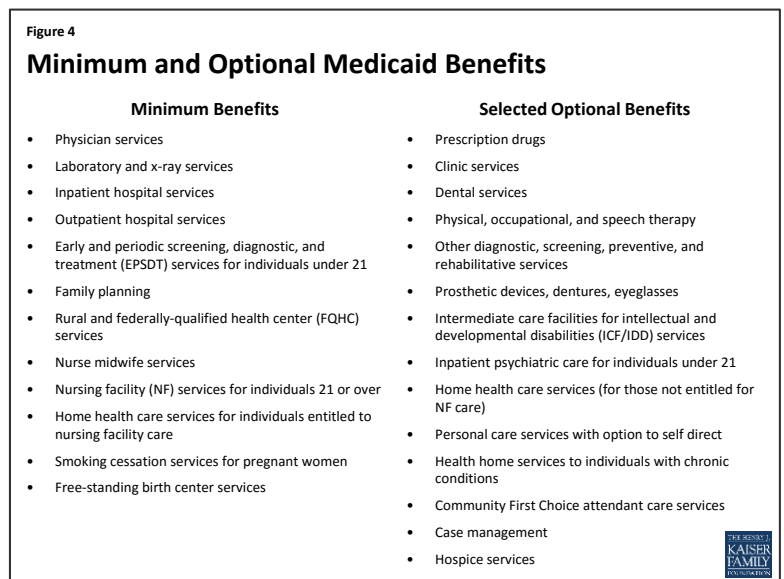 Figure 4
Minimum and Optional Medicaid Benefits
Minimum Benefits
• Physician services
• Laboratory and x-ray services
• Inpatient hospital services
• Outpatient hospital services
• Early and periodic screening, diagnostic, and
treatment (EPSDT) services for individuals under 21
• Family planning
• Rural and federally-qualified health center (FQHC)
services
• Nurse midwife services
• Nursing facility (NF) services for individuals 21 or over
• Home health care services for individuals entitled to
nursing facility care
• Smoking cessation services for pregnant women
• Free-standing birth center services
Selected Optional Benefits
• Prescription drugs
• Clinic services
• Dental services
• Physical, occupational, and speech therapy
• Other diagnostic, screening, preventive, and
rehabilitative services
• Prosthetic devices, dentures, eyeglasses
• Intermediate care facilities for intellectual and
developmental disabilities (ICF/IDD) services
• Inpatient psychiatric care for individuals under 21
• Home health care services (for those not entitled for
NF care)
• Personal care services with option to self direct
• Health home services to individuals with chronic
conditions
• Community First Choice attendant care services
• Case management
• Hospice services
THE HENRY J.
KAISER
FAMILY
FOUNDATION